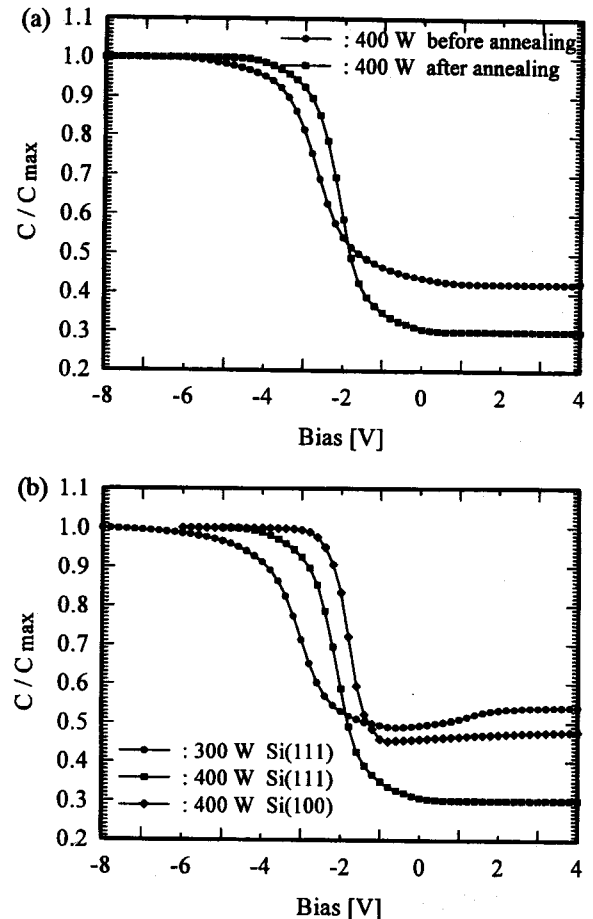 (a)
1.1
: 400 W before annealing
: 400 W after annealing
1.0
0.9
0.8
0.7
0.6
0.5
0.4
0.3
0.2
C / C max
-8 -6 -4 -2 0 2 4
Bias [V]
(b)
1.1
1.0
0.9
0.8
0.7
0.6
0.5
0.4
0.3
0.2
C / C max
: 300 W Si(111)
: 400 W Si(111)
: 400 W Si(100)
-8 -6 -4 -2 0 2 4
Bias [V]